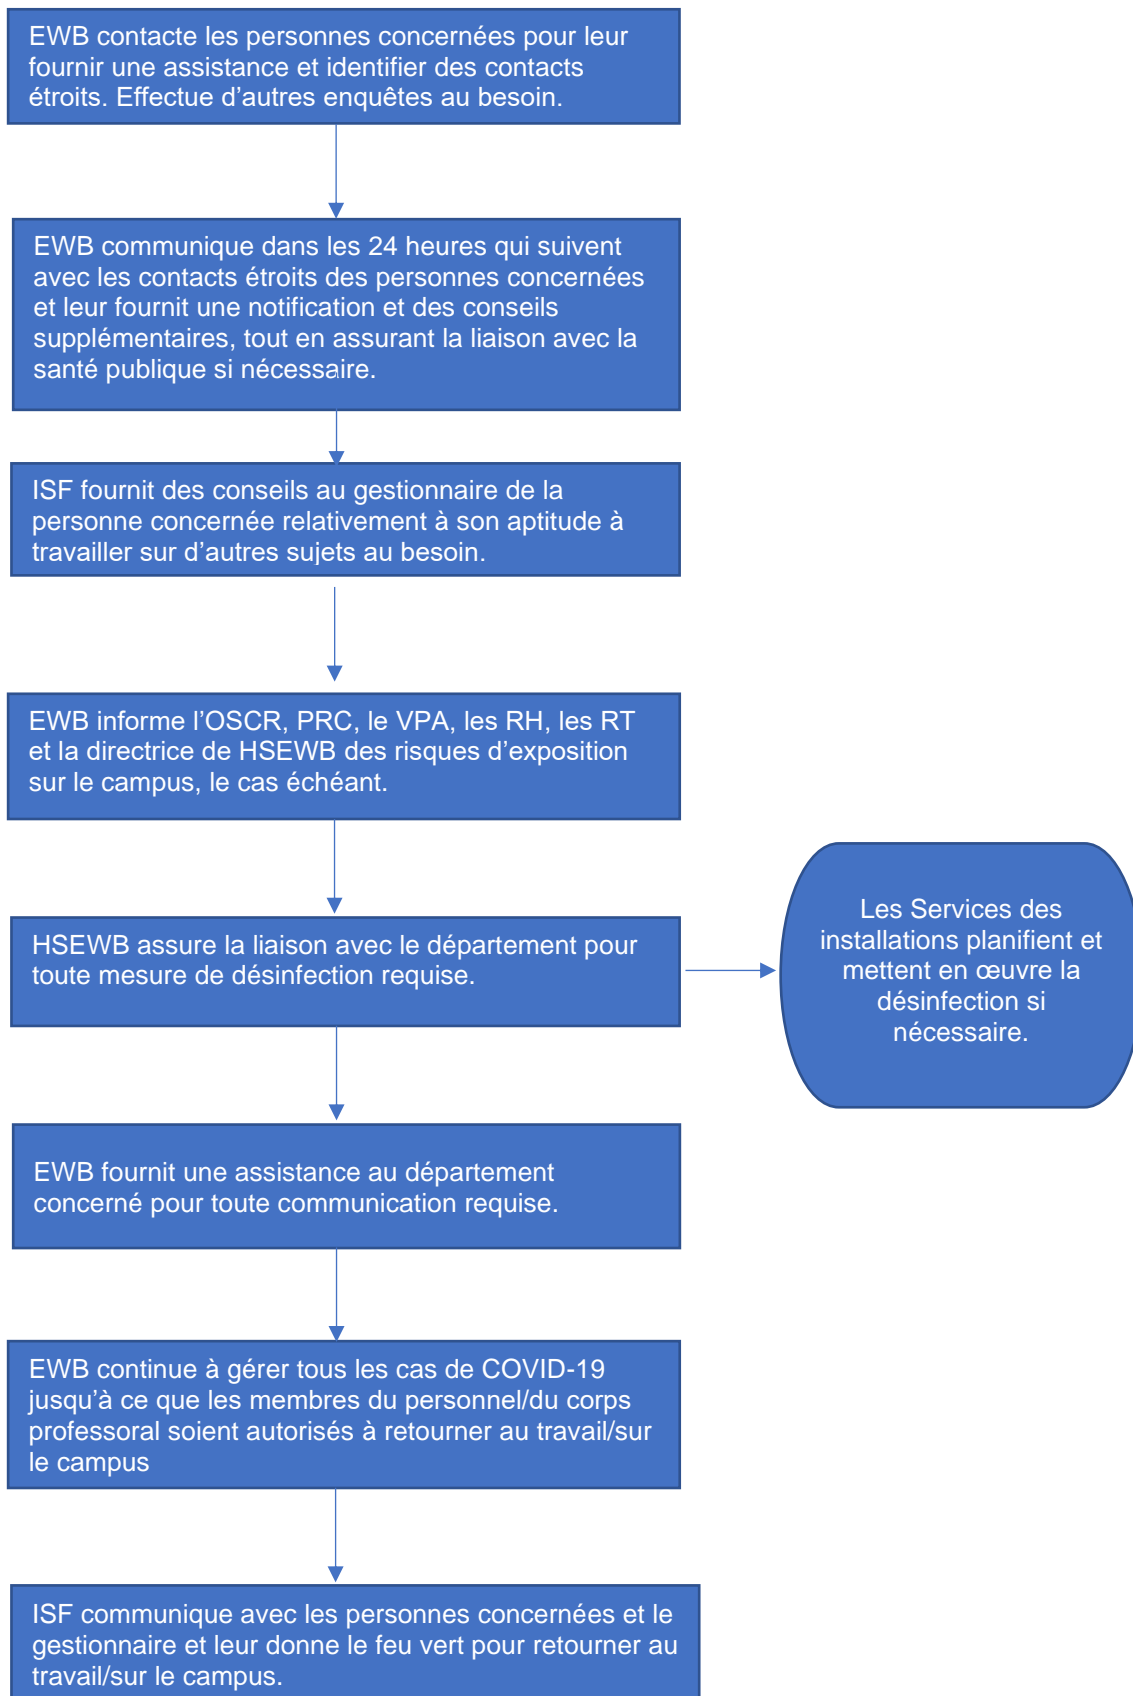 EWB contacte les personnes concernées pour leur
fournir une assistance et identifier des contacts
étroits. Effectue d’autres enquêtes au besoin.
EWB communique dans les 24 heures qui suivent
avec les contacts étroits des personnes concernées
et leur fournit une notification et des conseils
supplémentaires, tout en assurant la liaison avec la
santé publique si nécessaire.
ISF fournit des conseils au gestionnaire de la
personne concernée relativement à son aptitude à
travailler sur d’autres sujets au besoin.
EWB informe l’OSCR, PRC, le VPA, les RH, les RT
et la directrice de HSEWB des risques d’exposition
sur le campus, le cas échéant.
HSEWB assure la liaison avec le département pour
toute mesure de désinfection requise.
Les Services des
installations planifient et
mettent en œuvre la
désinfection si
nécessaire.
EWB fournit une assistance au département
concerné pour toute communication requise.
EWB continue à gérer tous les cas de COVID-19
jusqu’à ce que les membres du personnel/du corps
professoral soient autorisés à retourner au travail/sur
le campus
ISF communique avec les personnes concernées et le
gestionnaire et leur donne le feu vert pour retourner au
travail/sur le campus.